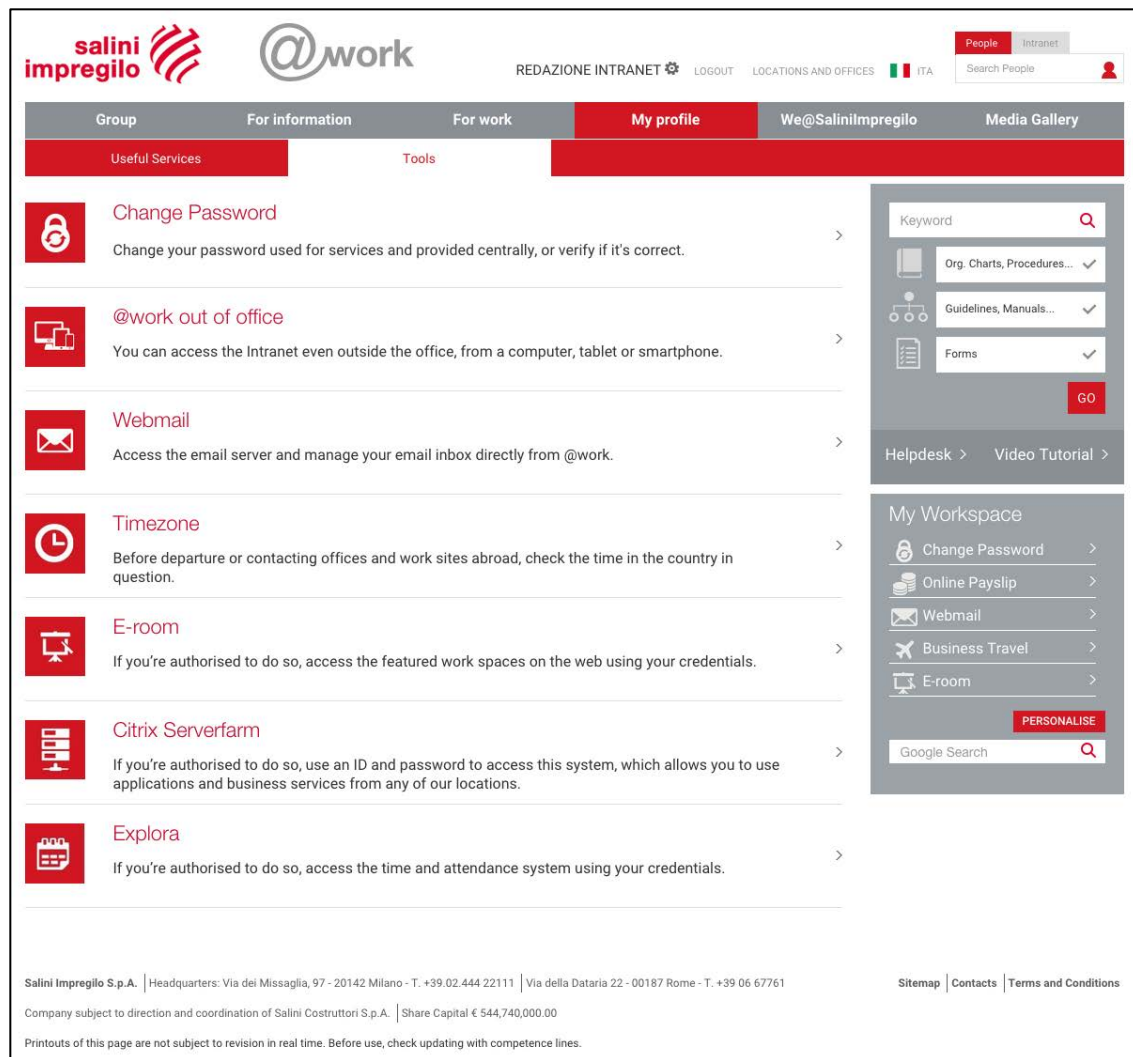 salini
impregilo
@work
REDAZIONE INTRANET
LOGOUT
LOCATIONS AND OFFICES
ITA
People
Intranet
Search People
Group
For information
For work
My profile
We@SaliniImpregilo
Media Gallery
Useful Services
Tools
Change Password
Change your password used for services and provided centrally, or verify if it's correct.
@work out of office
You can access the Intranet even outside the office, from a computer, tablet or smartphone.
Webmail
Access the email server and manage your email inbox directly from @work.
Timezone
Before departure or contacting offices and work sites abroad, check the time in the country in
question.
E-room
If you’re authorised to do so, access the featured work spaces on the web using your credentials.
Citrix Serverfarm
If you’re authorised to do so, use an ID and password to access this system, which allows you to use
applications and business services from any of our locations.
Explora
If you’re authorised to do so, access the time and attendance system using your credentials.
Keyword
Org. Charts, Procedures...
Guidelines, Manuals...
Forms
GO
Helpdesk >
Video Tutorial >
My Workspace
Change Password
Online Payslip
Webmail
Business Travel
E-room
PERSONALISE
Google Search
Salini Impregilo S.p.A. | Headquarters: Via dei Missaglia, 97 - 20142 Milano - T. +39.02.444 22111 | Via della Dataria 22 - 00187 Rome - T. +39 06 67761
Sitemap | Contacts | Terms and Conditions
Company subject to direction and coordination of Salini Costruttori S.p.A. | Share Capital € 544,740,000.00
Printouts of this page are not subject to revision in real time. Before use, check updating with competence lines.